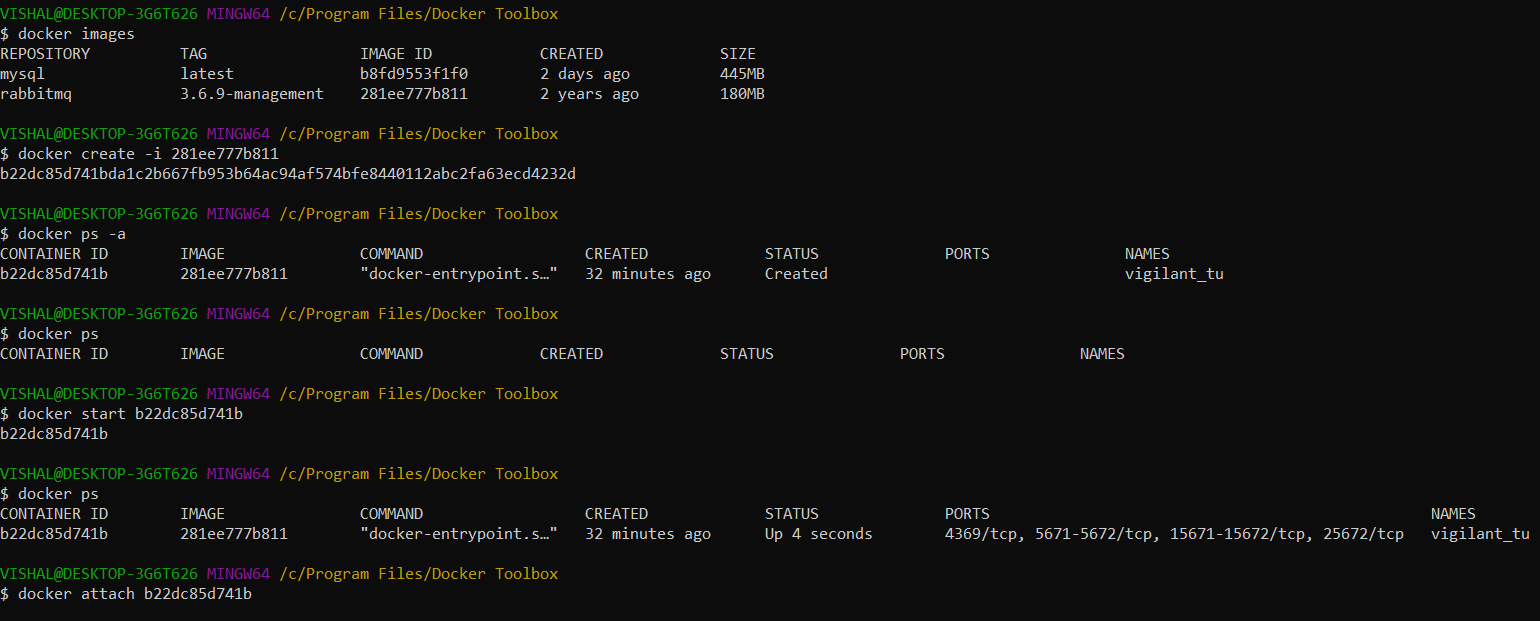 VISHAL@DESKTOP-3G6T626 MINGW64 /c/Program Files/Docker Toolbox
$ docker images
REPOSITORY TAG IMAGE ID CREATED SIZE
mysql latest b8fd9553f1f0 2 days ago 445MB
rabbitmq 3.6.9-management 281ee777b811 2 years ago 180MB
VISHAL@DESKTOP-3G6T626 MINGW64 /c/Program Files/Docker Toolbox
$ docker create -i 281ee777b811
b22dc85d741bda1c2b667fb953b64ac94af574bfe8440112abc2fa63ecd4232d
VISHAL@DESKTOP-3G6T626 MINGW64 /c/Program Files/Docker Toolbox
$ docker ps -a
CONTAINER ID IMAGE COMMAND CREATED STATUS PORTS NAMES
b22dc85d741b 281ee777b811 "docker-entrypoint.s…" 32 minutes ago Created vigilant_tu
VISHAL@DESKTOP-3G6T626 MINGW64 /c/Program Files/Docker Toolbox
$ docker ps
CONTAINER ID IMAGE COMMAND CREATED STATUS PORTS NAMES
VISHAL@DESKTOP-3G6T626 MINGW64 /c/Program Files/Docker Toolbox
$ docker start b22dc85d741b
b22dc85d741b
VISHAL@DESKTOP-3G6T626 MINGW64 /c/Program Files/Docker Toolbox
$ docker ps
CONTAINER ID IMAGE COMMAND CREATED STATUS PORTS NAMES
b22dc85d741b 281ee777b811 "docker-entrypoint.s…" 32 minutes ago Up 4 seconds 4369/tcp, 5671-5672/tcp, 15671-15672/tcp, 25672/tcp vigilant_tu
VISHAL@DESKTOP-3G6T626 MINGW64 /c/Program Files/Docker Toolbox
$ docker attach b22dc85d741b